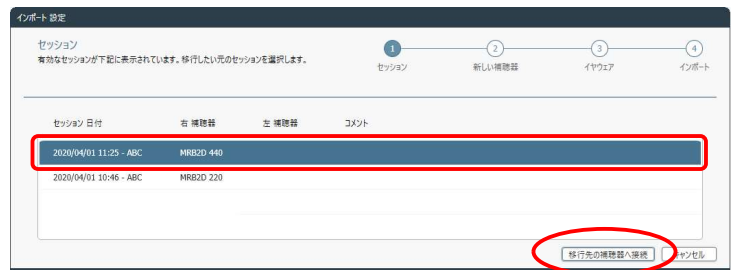 インポート 設定
セッション
有効なセッションが下記に表示されています。移行したい元のセッションを選択します。
1 2 3 4
セッション 新しい補聴器 イヤウェア インポート
セッション 日付 右 補聴器 左 補聴器 コメント
2020/04/01 11:25 - ABC MRB2D 440
2020/04/01 10:46 - ABC MRB2D 220
移行先の補聴器へ接続 キャンセル